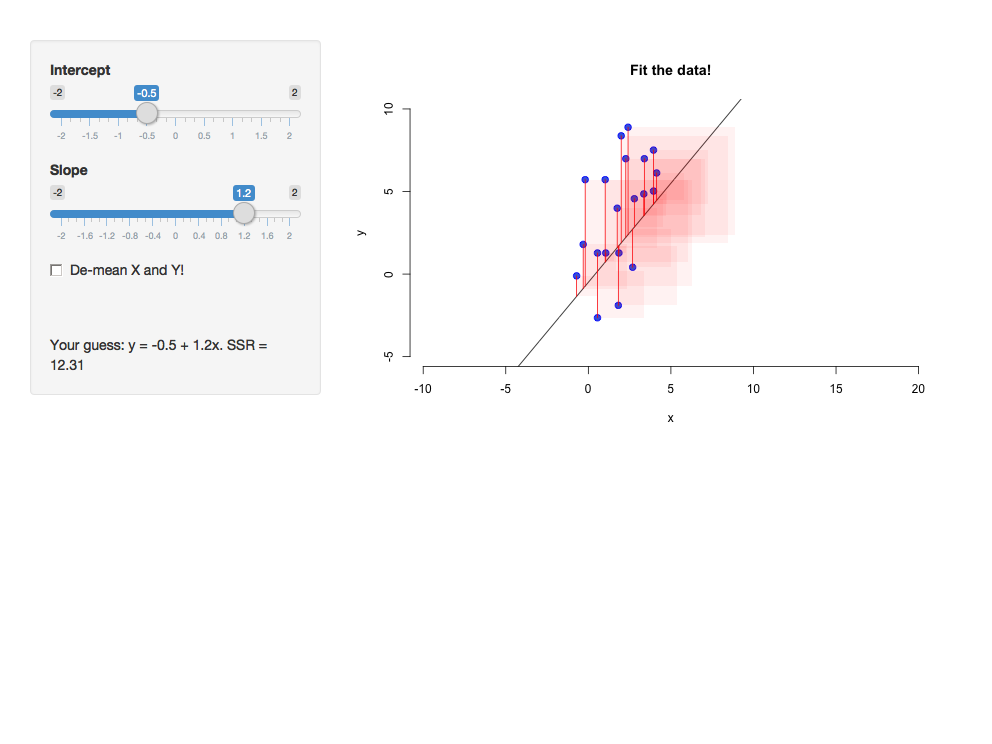 Intercept
-2 -0.5 2
-2 -1.5 -1 -0.5 0 0.5 1 1.5 2
Slope
-2 1.2 2
-2 -1.6 -1.2 -0.8 -0.4 0 0.4 0.8 1.2 1.6 2
De-mean X and Y!
Your guess: y = -0.5 + 1.2x. SSR =
12.31
Fit the data!
10
5
0
-5
y
-10 -5 0 5 10 15 20
x